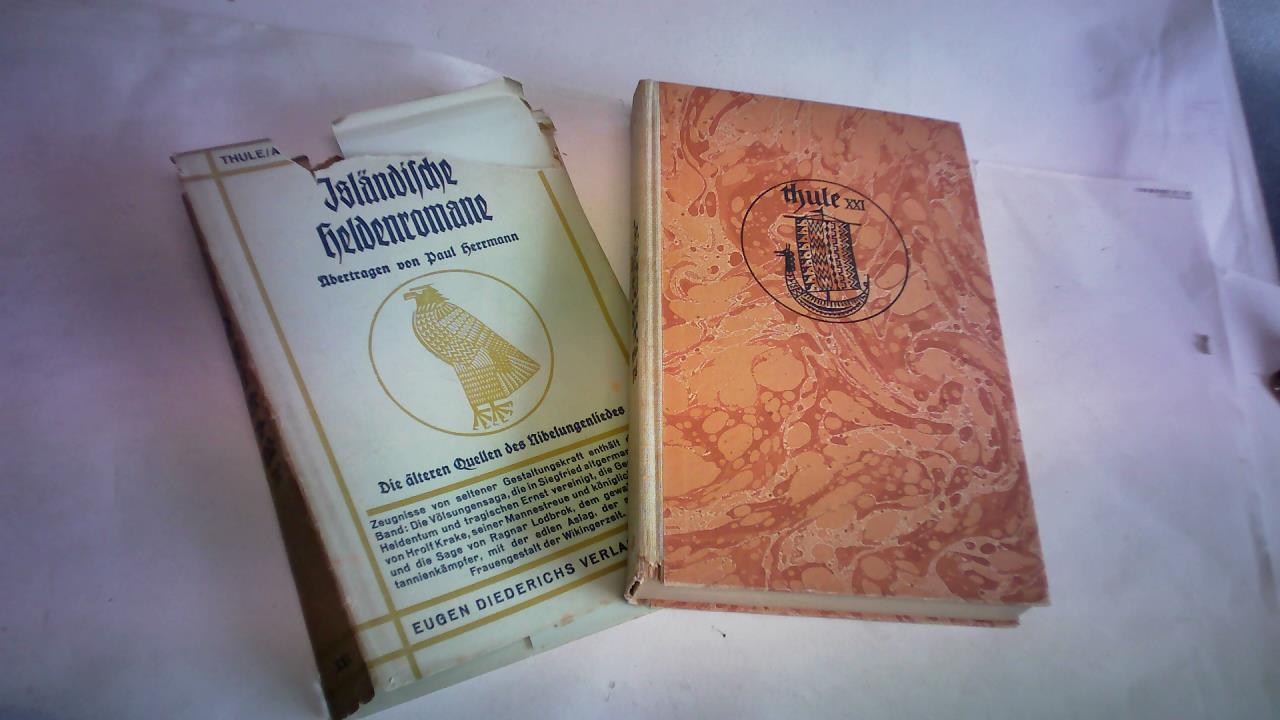 THULE/A
Isländische
Heldenromane
Übertragen von Paul Herrmann
Die älteren Quellen des Nibelungenliedes
Zeugnisse von seltener Gestaltungskraft enthält
Band: Die Völsungensaga, die in Siegfried altgerman
Heldentum und tragischen Ernst vereinigt, die Ge
von Hrolf Krake, seiner Mannestreue und königlic
und die Sage von Ragnar Lodbrok, dem gewa
tannienkämpfer, mit der edlen Aslag, der
Frauengestalt der Wikingerzeit.
EUGEN DIEDERICHS VERLA
thule XXI